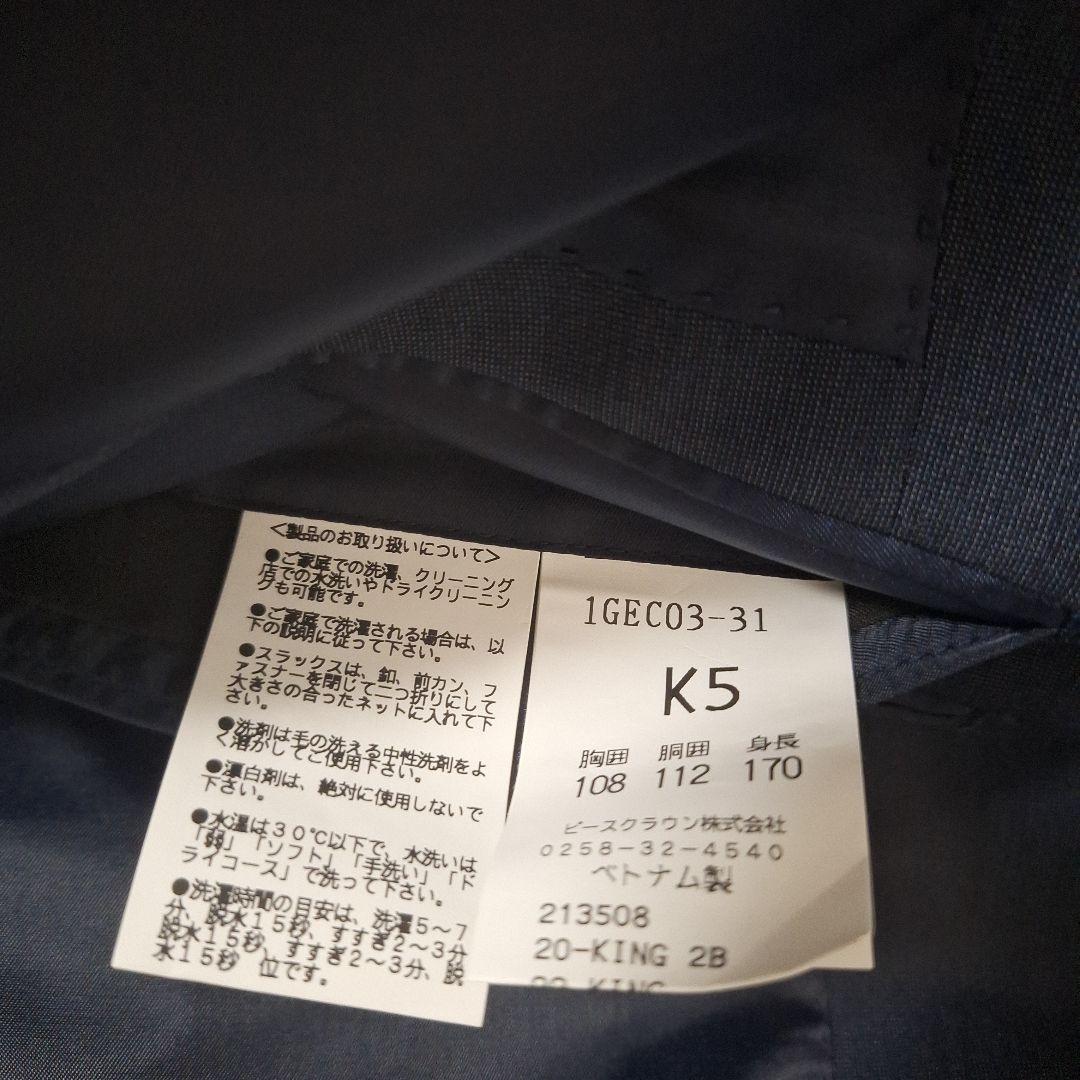 <製品のお取り扱いについて>
●ご家庭での洗濯、クリーニング
店での水洗いやドライクリーニン
グも可能です。
●ご家庭で洗濯される場合は、以
下の説明に従って下さい。
●スラックスは、釦、前カン、フ
ァスナーを閉じて二つ折りにして
大きさの合ったネットに入れて下
さい。
●洗剤は手の洗える中性洗剤をよ
く溶かしてご使用下さい。
●漂白剤は、絶対に使用しないで
下さい。
●水温は30℃以下で、水洗いは
「弱」「ソフト」「手洗い」「ド
ライコース」で洗って下さい。
●洗濯時間の目安は、洗濯5〜7
分、脱水15秒、すすぎ2〜3分
脱水15秒、すすぎ2〜3分、脱
水15秒 位です。
1GEC03-31
K5
胸囲 胴囲 身長
108 112 170
ピースクラウン株式会社
0258-32-4540
ベトナム製
213508
20-KING 2B